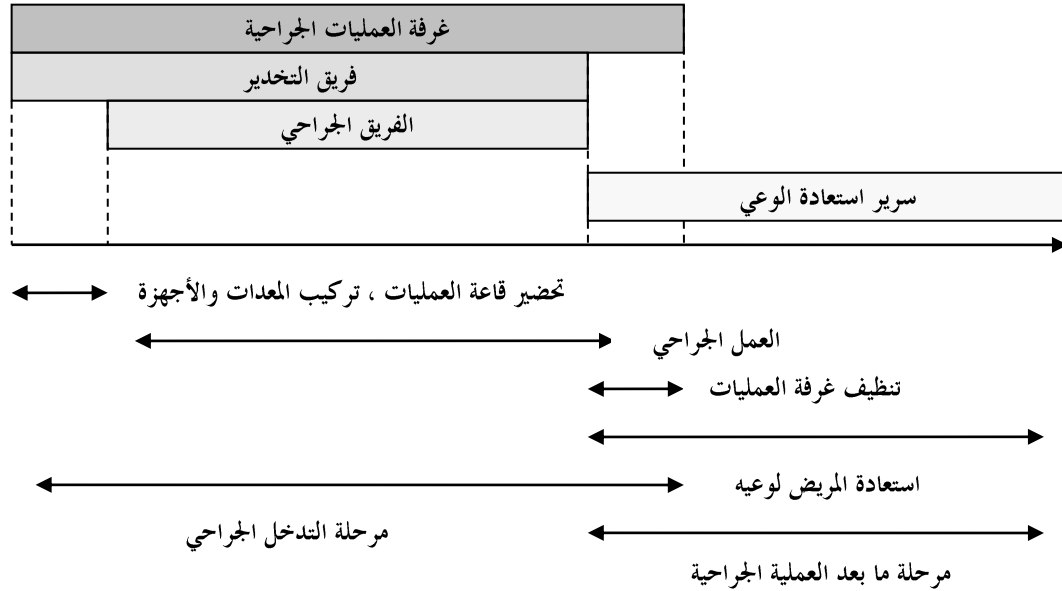 غرفة العمليات الجراحية
فريق التخدير
الفريق الجراحي
سرير استعادة الوعي
تحضير قاعة العمليات ، تركيب المعدات والأجهزة
العمل الجراحي
تنظيف غرفة العمليات
استعادة المريض لوعيه
مرحلة التدخل الجراحي
مرحلة ما بعد العملية الجراحية